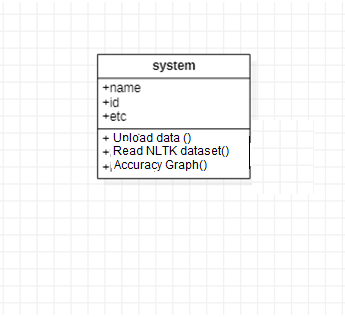 system
+name
+id
+etc
+ Unload data ()
+ Read NLTK dataset()
+ Accuracy Graph()